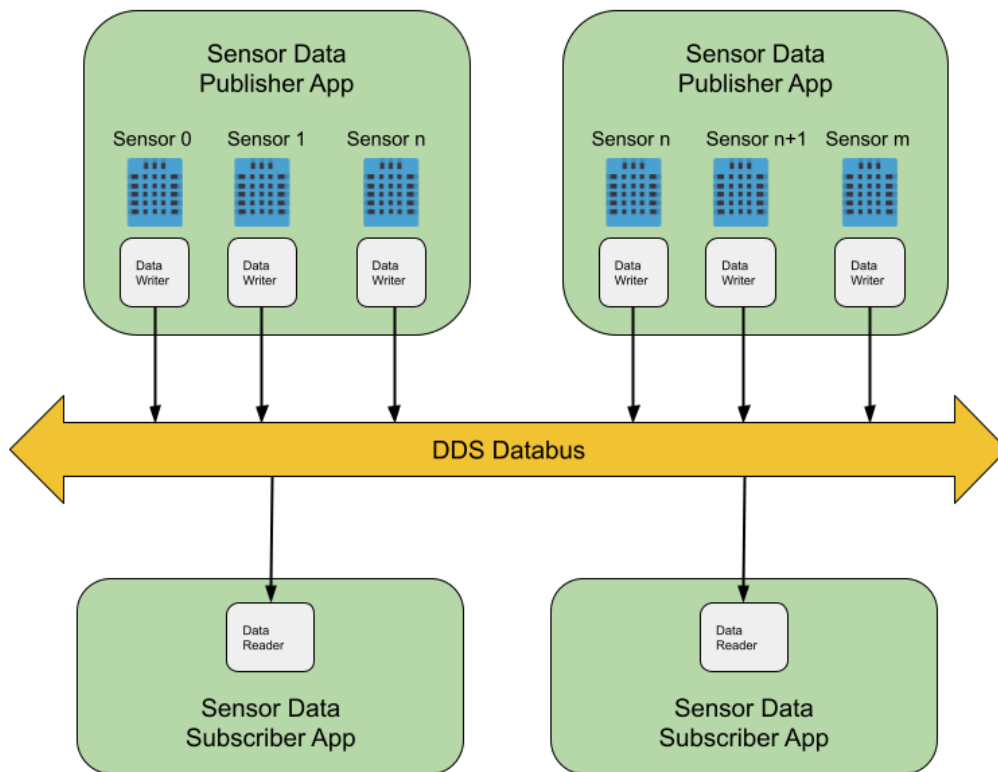 Sensor Data
Publisher App
Sensor 0
Sensor 1
Sensor n
Data
Writer
Data
Writer
Data
Writer
Sensor Data
Publisher App
Sensor n
Sensor n+1
Sensor m
Data
Writer
Data
Writer
Data
Writer
DDS Databus
Data
Reader
Sensor Data
Subscriber App
Data
Reader
Sensor Data
Subscriber App